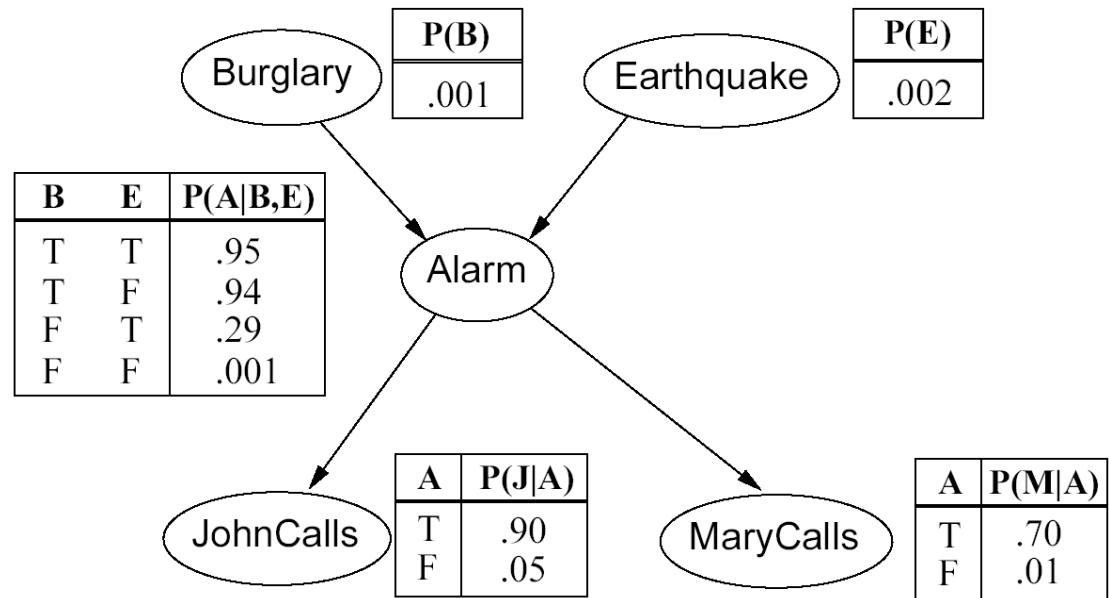 Burglary
P(B)
.001
Earthquake
P(E)
.002
B E P(A|B,E)
T T .95
T F .94
F T .29
F F .001
Alarm
JohnCalls
A P(J|A)
T .90
F .05
MaryCalls
A P(M|A)
T .70
F .01